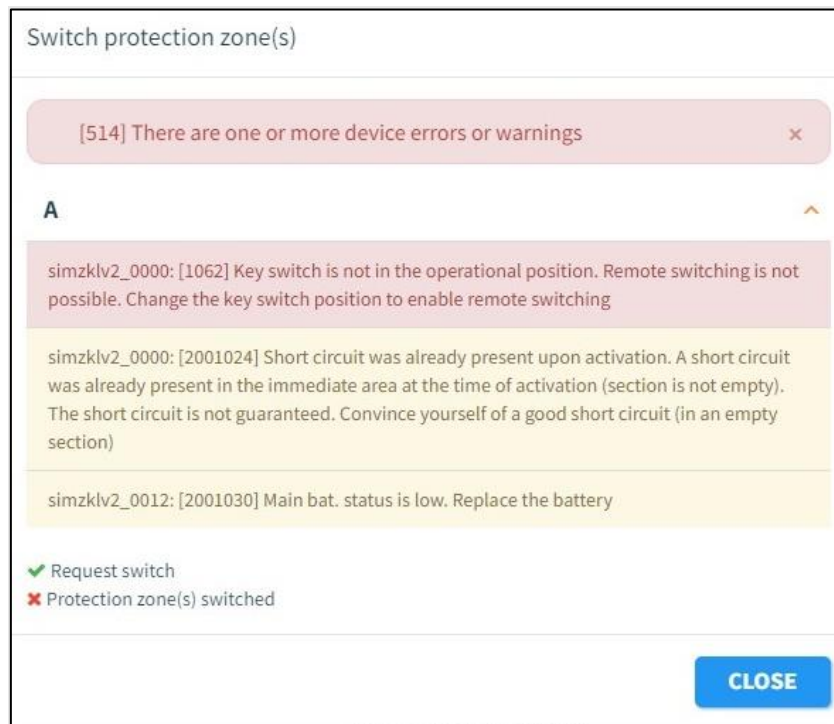 Switch protection zone(s)
[514] There are one or more device errors or warnings
A
simzklv2_0000: [1062] Key switch is not in the operational position. Remote switching is not
possible. Change the key switch position to enable remote switching
simzklv2_0000: [2001024] Short circuit was already present upon activation. A short circuit
was already present in the immediate area at the time of activation (section is not empty).
The short circuit is not guaranteed. Convince yourself of a good short circuit (in an empty
section)
simzklv2_0012: [2001030] Main bat. status is low. Replace the battery
Request switch
Protection zone(s) switched
CLOSE